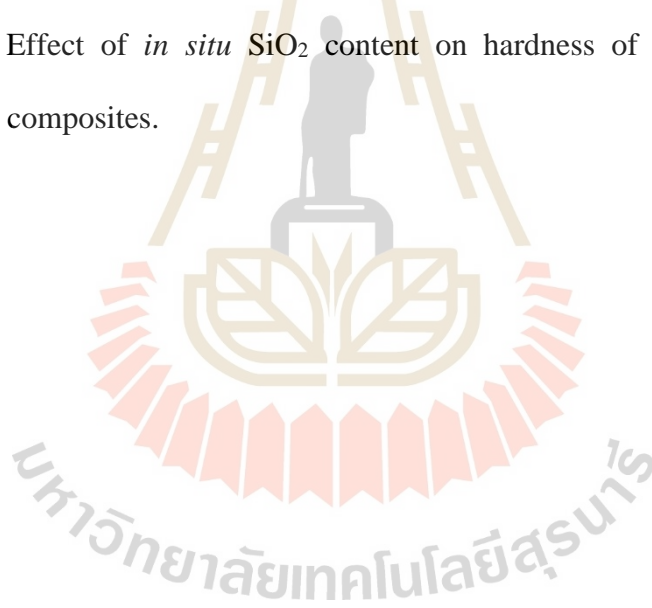 Effect of in situ SiO₂ content on hardness of
composites.
มหาวิทยาลัยเทคโนโลยีสุรนารี